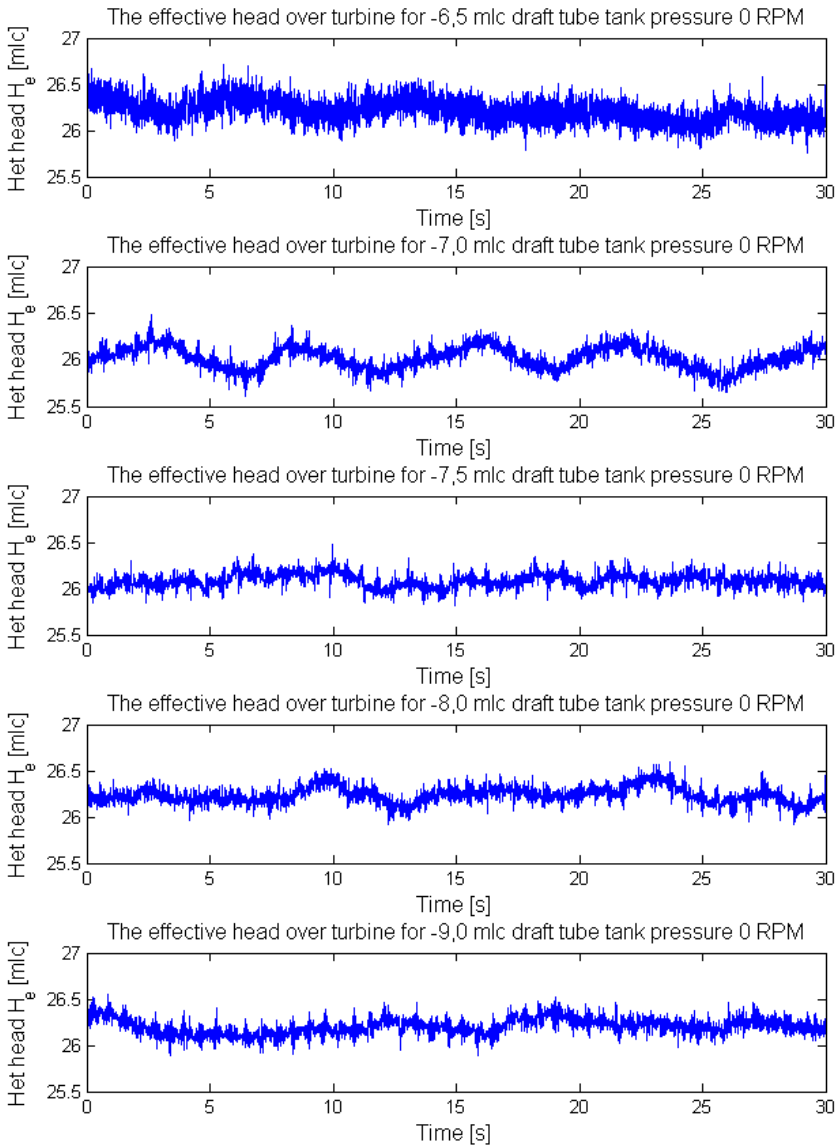 The effective head over turbine for -6,5 mlc draft tube tank pressure 0 RPM
Het head H_e [mlc]
27
26.5
26
25.5
0 5 10 15 20 25 30
Time [s]
The effective head over turbine for -7,0 mlc draft tube tank pressure 0 RPM
Het head H_e [mlc]
27
26.5
26
25.5
0 5 10 15 20 25 30
Time [s]
The effective head over turbine for -7,5 mlc draft tube tank pressure 0 RPM
Het head H_e [mlc]
27
26.5
26
25.5
0 5 10 15 20 25 30
Time [s]
The effective head over turbine for -8,0 mlc draft tube tank pressure 0 RPM
Het head H_e [mlc]
27
26.5
26
25.5
0 5 10 15 20 25 30
Time [s]
The effective head over turbine for -9,0 mlc draft tube tank pressure 0 RPM
Het head H_e [mlc]
27
26.5
26
25.5
0 5 10 15 20 25 30
Time [s]